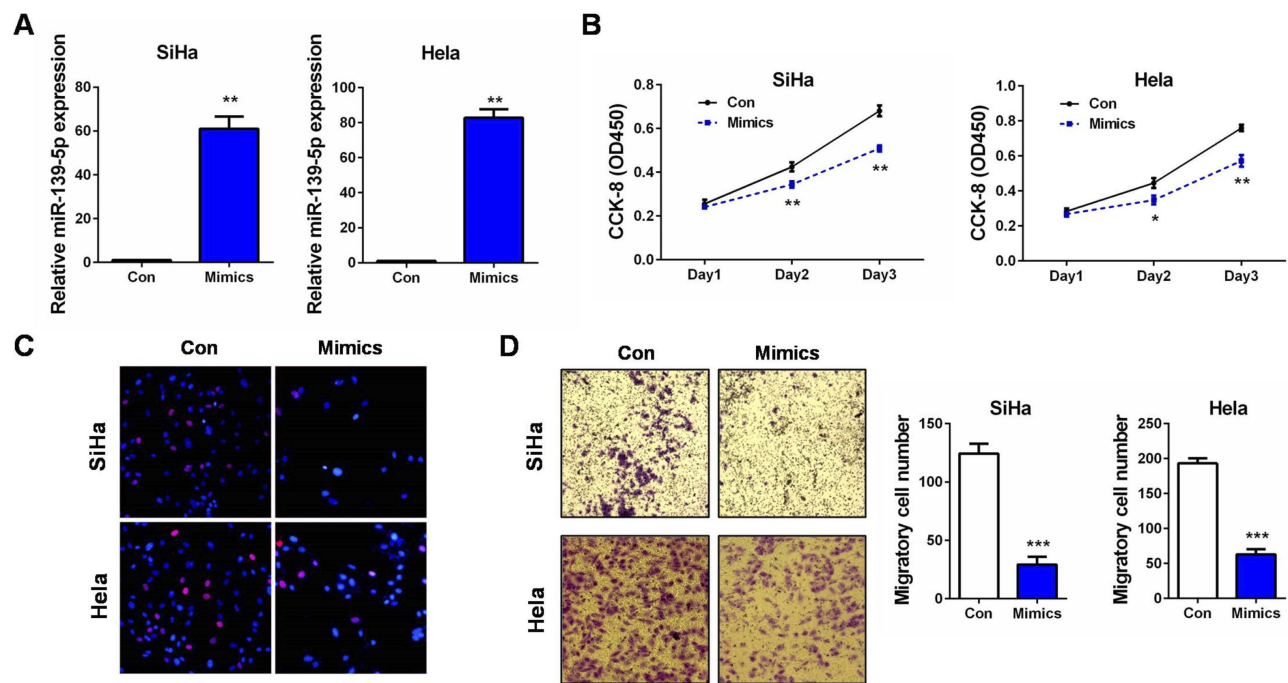 A
SiHa
Relative miR-139-5p expression
80
60
40
20
0
**
Con
Mimics
Hela
Relative miR-139-5p expression
100
80
60
40
20
0
**
Con
Mimics
B
SiHa
CCK-8 (OD450)
0.8
0.6
0.4
0.2
0.0
Con
Mimics
**
**
Day1
Day2
Day3
Hela
CCK-8 (OD450)
1.0
0.8
0.6
0.4
0.2
0.0
Con
Mimics
*
**
Day1
Day2
Day3
C
Con
Mimics
SiHa
Hela
D
Con
Mimics
SiHa
Hela
SiHa
Migratory cell number
150
100
50
0
***
Con
Mimics
Hela
Migratory cell number
250
200
150
100
50
0
***
Con
Mimics